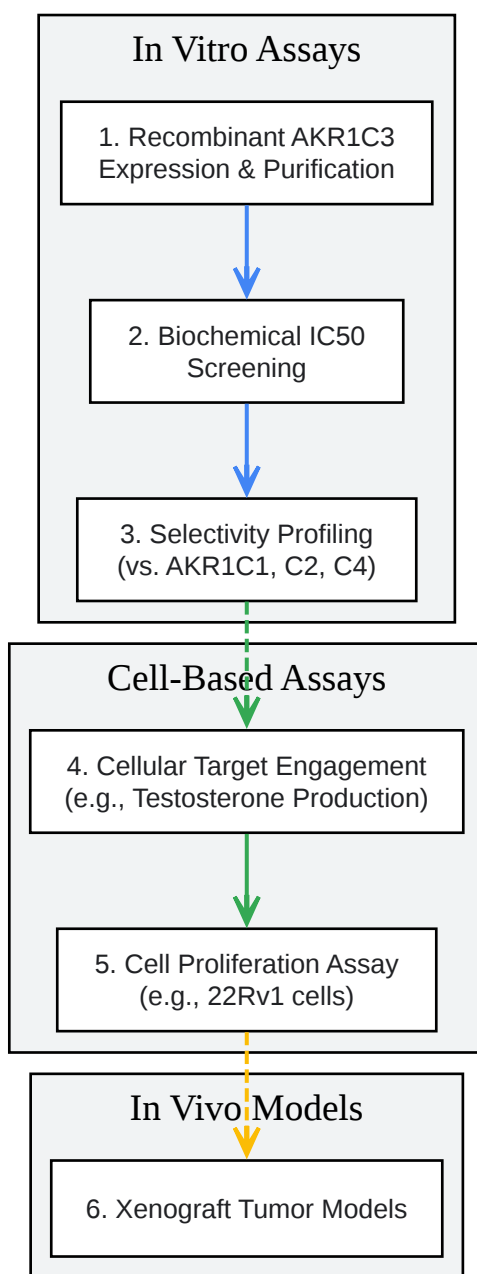 In Vitro Assays
1. Recombinant AKR1C3
Expression & Purification
2. Biochemical IC50
Screening
3. Selectivity Profiling
(vs. AKR1C1, C2, C4)
Cell-Based Assays
4. Cellular Target Engagement
(e.g., Testosterone Production)
5. Cell Proliferation Assay
(e.g., 22Rv1 cells)
In Vivo Models
6. Xenograft Tumor Models